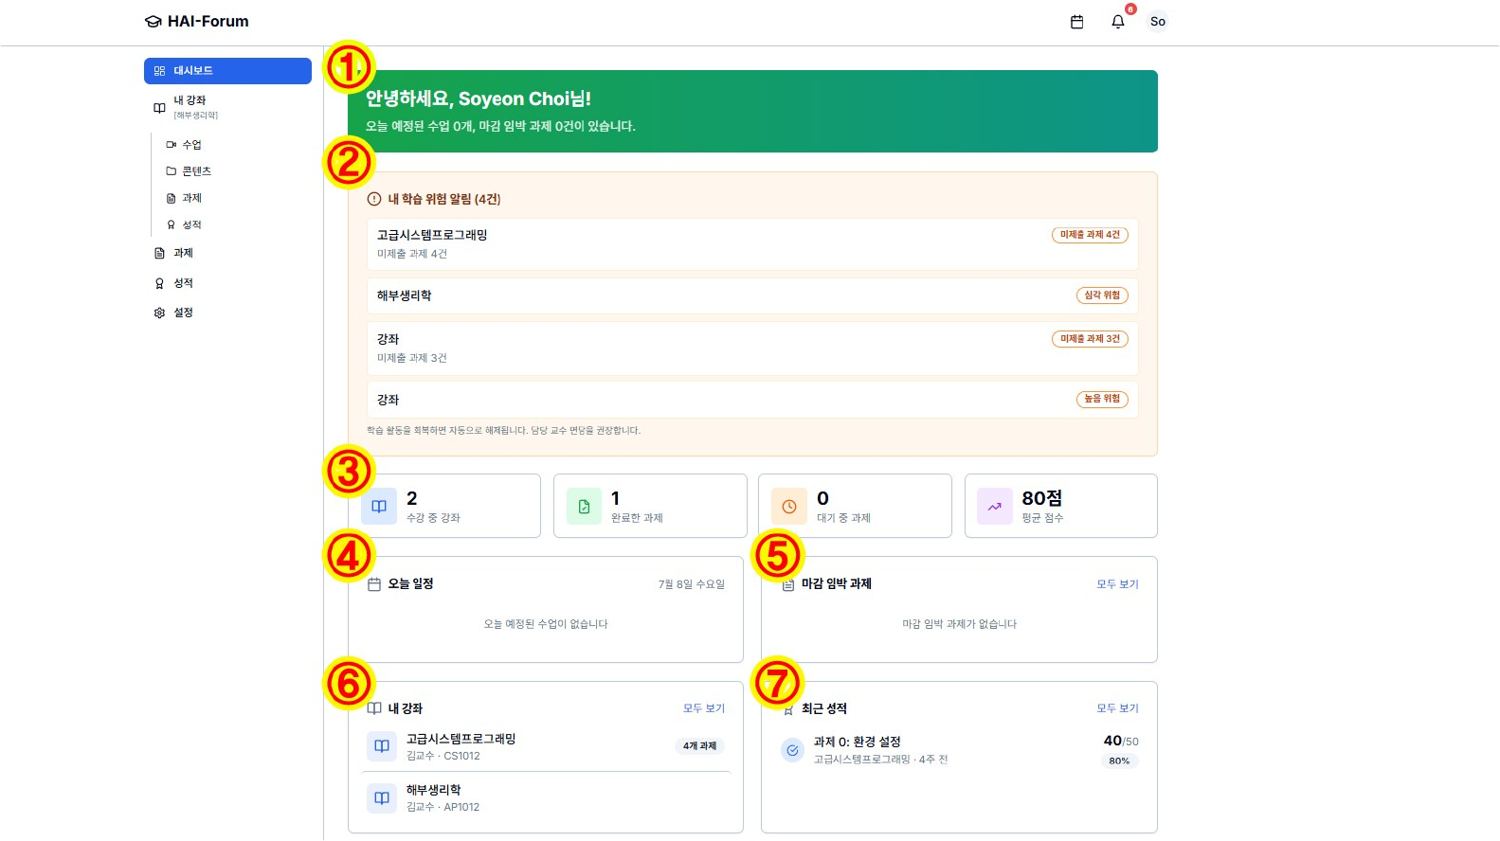 HAI-Forum
6
So
대시보드
내 강좌
[해부생리학]
수업
콘텐츠
과제
성적
과제
성적
설정
①
안녕하세요, Soyeon Choi님!
오늘 예정된 수업 0개, 마감 임박 과제 0건이 있습니다.
②
내 학습 위험 알림 (4건)
고급시스템프로그래밍
미제출 과제 4건
미제출 과제 4건
해부생리학
심각 위험
강좌
미제출 과제 3건
미제출 과제 3건
강좌
높음 위험
학습 활동을 회복하면 자동으로 해제됩니다. 담당 교수 면담을 권장합니다.
③
2
수강 중 강좌
1
완료한 과제
0
대기 중 과제
80점
평균 점수
④
오늘 일정
7월 8일 수요일
오늘 예정된 수업이 없습니다
⑤
마감 임박 과제
모두 보기
마감 임박 과제가 없습니다
⑥
내 강좌
모두 보기
고급시스템프로그래밍
김교수 · CS1012
4개 과제
해부생리학
김교수 · AP1012
⑦
최근 성적
모두 보기
과제 0: 환경 설정
고급시스템프로그래밍 · 4주 전
40/50
80%